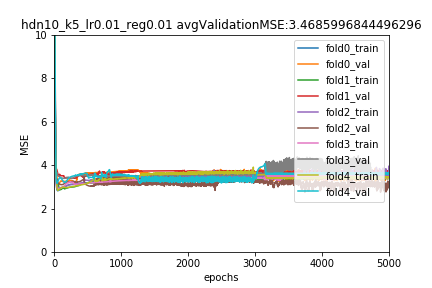 hdn10_k5_lr0.01_reg0.01 avgValidationMSE:3.4685996844496296
10
8
6
4
2
0
MSE
0 1000 2000 3000 4000 5000
epochs
fold0_train
fold0_val
fold1_train
fold1_val
fold2_train
fold2_val
fold3_train
fold3_val
fold4_train
fold4_val